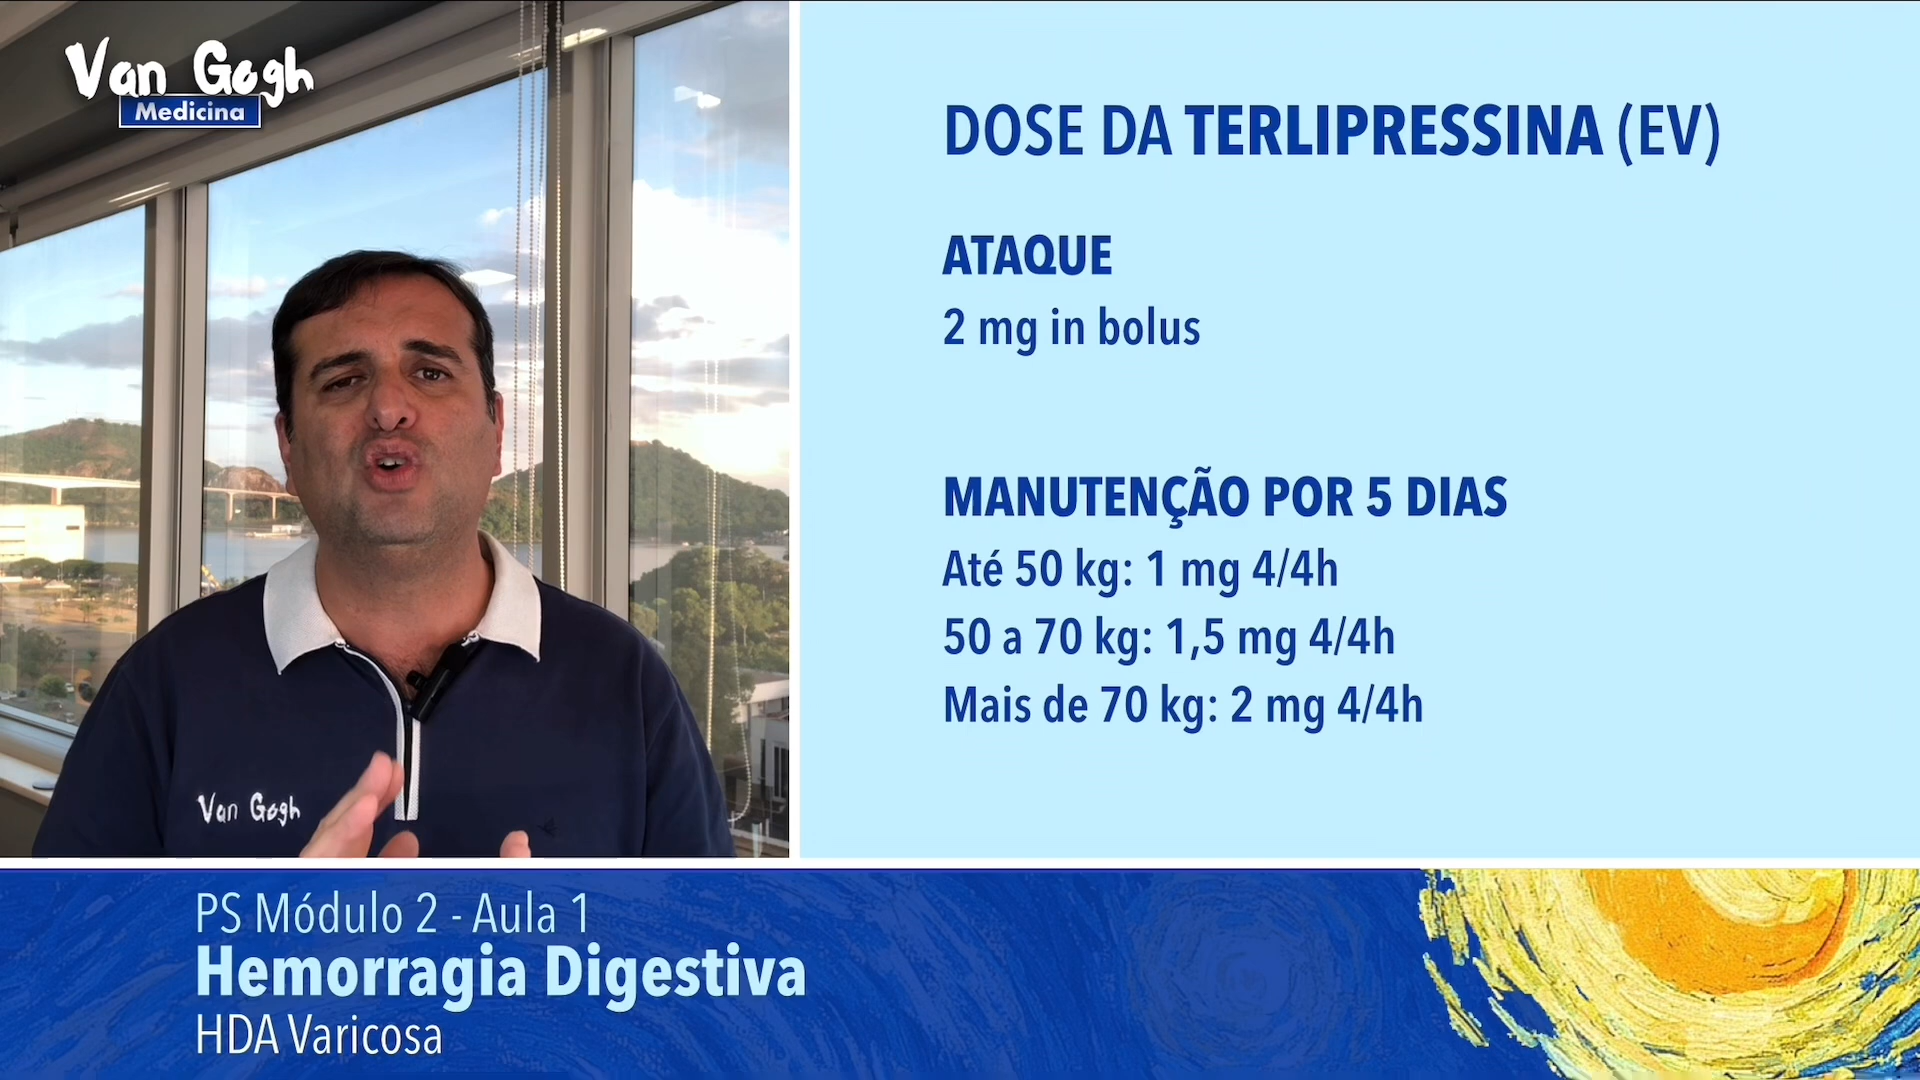 Van Gogh
Medicina
DOSE DA TERLIPRESSINA (EV)
ATAQUE
2 mg in bolus
MANUTENÇÃO POR 5 DIAS
Até 50 kg: 1 mg 4/4h
50 a 70 kg: 1,5 mg 4/4h
Mais de 70 kg: 2 mg 4/4h
Van Gogh
PS Módulo 2 - Aula 1
Hemorragia Digestiva
HDA Varicosa